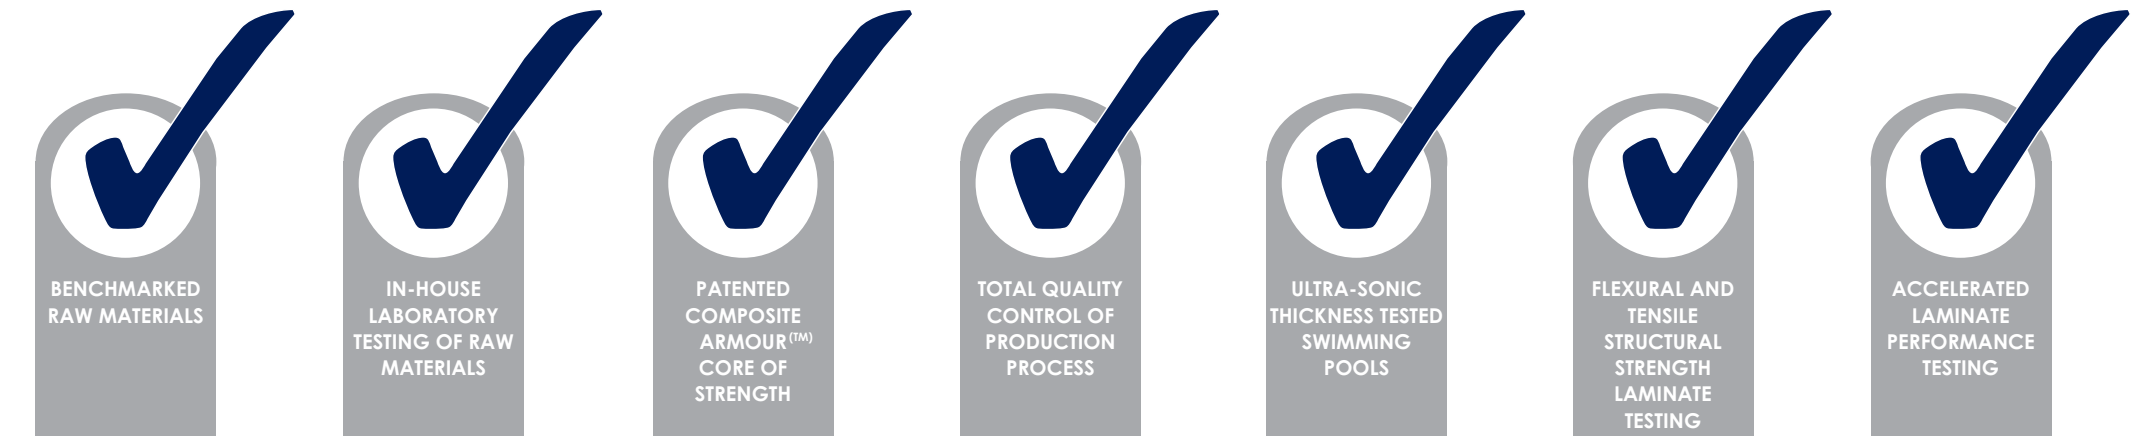 BENCHMARKED
RAW MATERIALS
IN-HOUSE
LABORATORY
TESTING OF RAW
MATERIALS
PATENTED
COMPOSITE
ARMOUR(TM)
CORE OF
STRENGTH
TOTAL QUALITY
CONTROL OF
PRODUCTION
PROCESS
ULTRA-SONIC
THICKNESS TESTED
SWIMMING
POOLS
FLEXURAL AND
TENSILE
STRUCTURAL
STRENGTH
LAMINATE
TESTING
ACCELERATED
LAMINATE
PERFORMANCE
TESTING